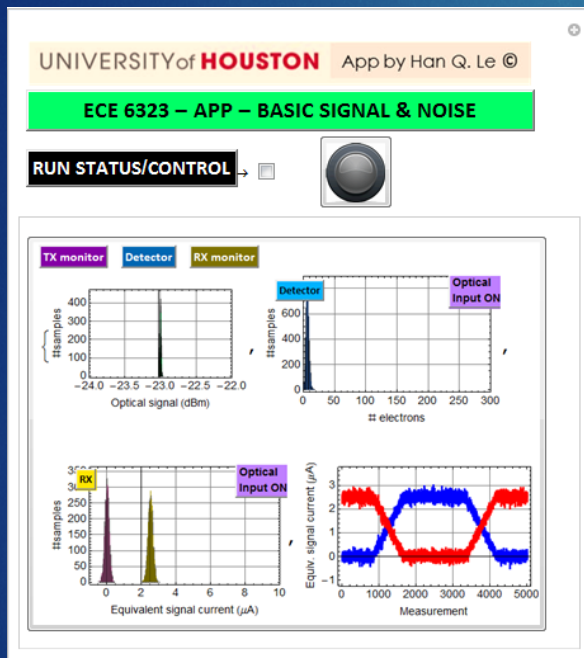 UNIVERSITY of HOUSTON App by Han Q. Le ©
ECE 6323 – APP – BASIC SIGNAL & NOISE
RUN STATUS/CONTROL →
TX monitor Detector RX monitor
400
300
200
100
0
#samples
-24.0 -23.5 -23.0 -22.5 -22.0
Optical signal (dBm)
,
Detector
Optical
Input ON
600
400
200
0
#samples
0 50 100 150 200 250 300
# electrons
,
RX
Optical
Input ON
300
250
200
150
100
50
0
#samples
0 2 4 6 8 10
Equivalent signal current (μA)
,
3
2
1
0
-1
Equiv. signal current (μA)
0 1000 2000 3000 4000 5000
Measurement